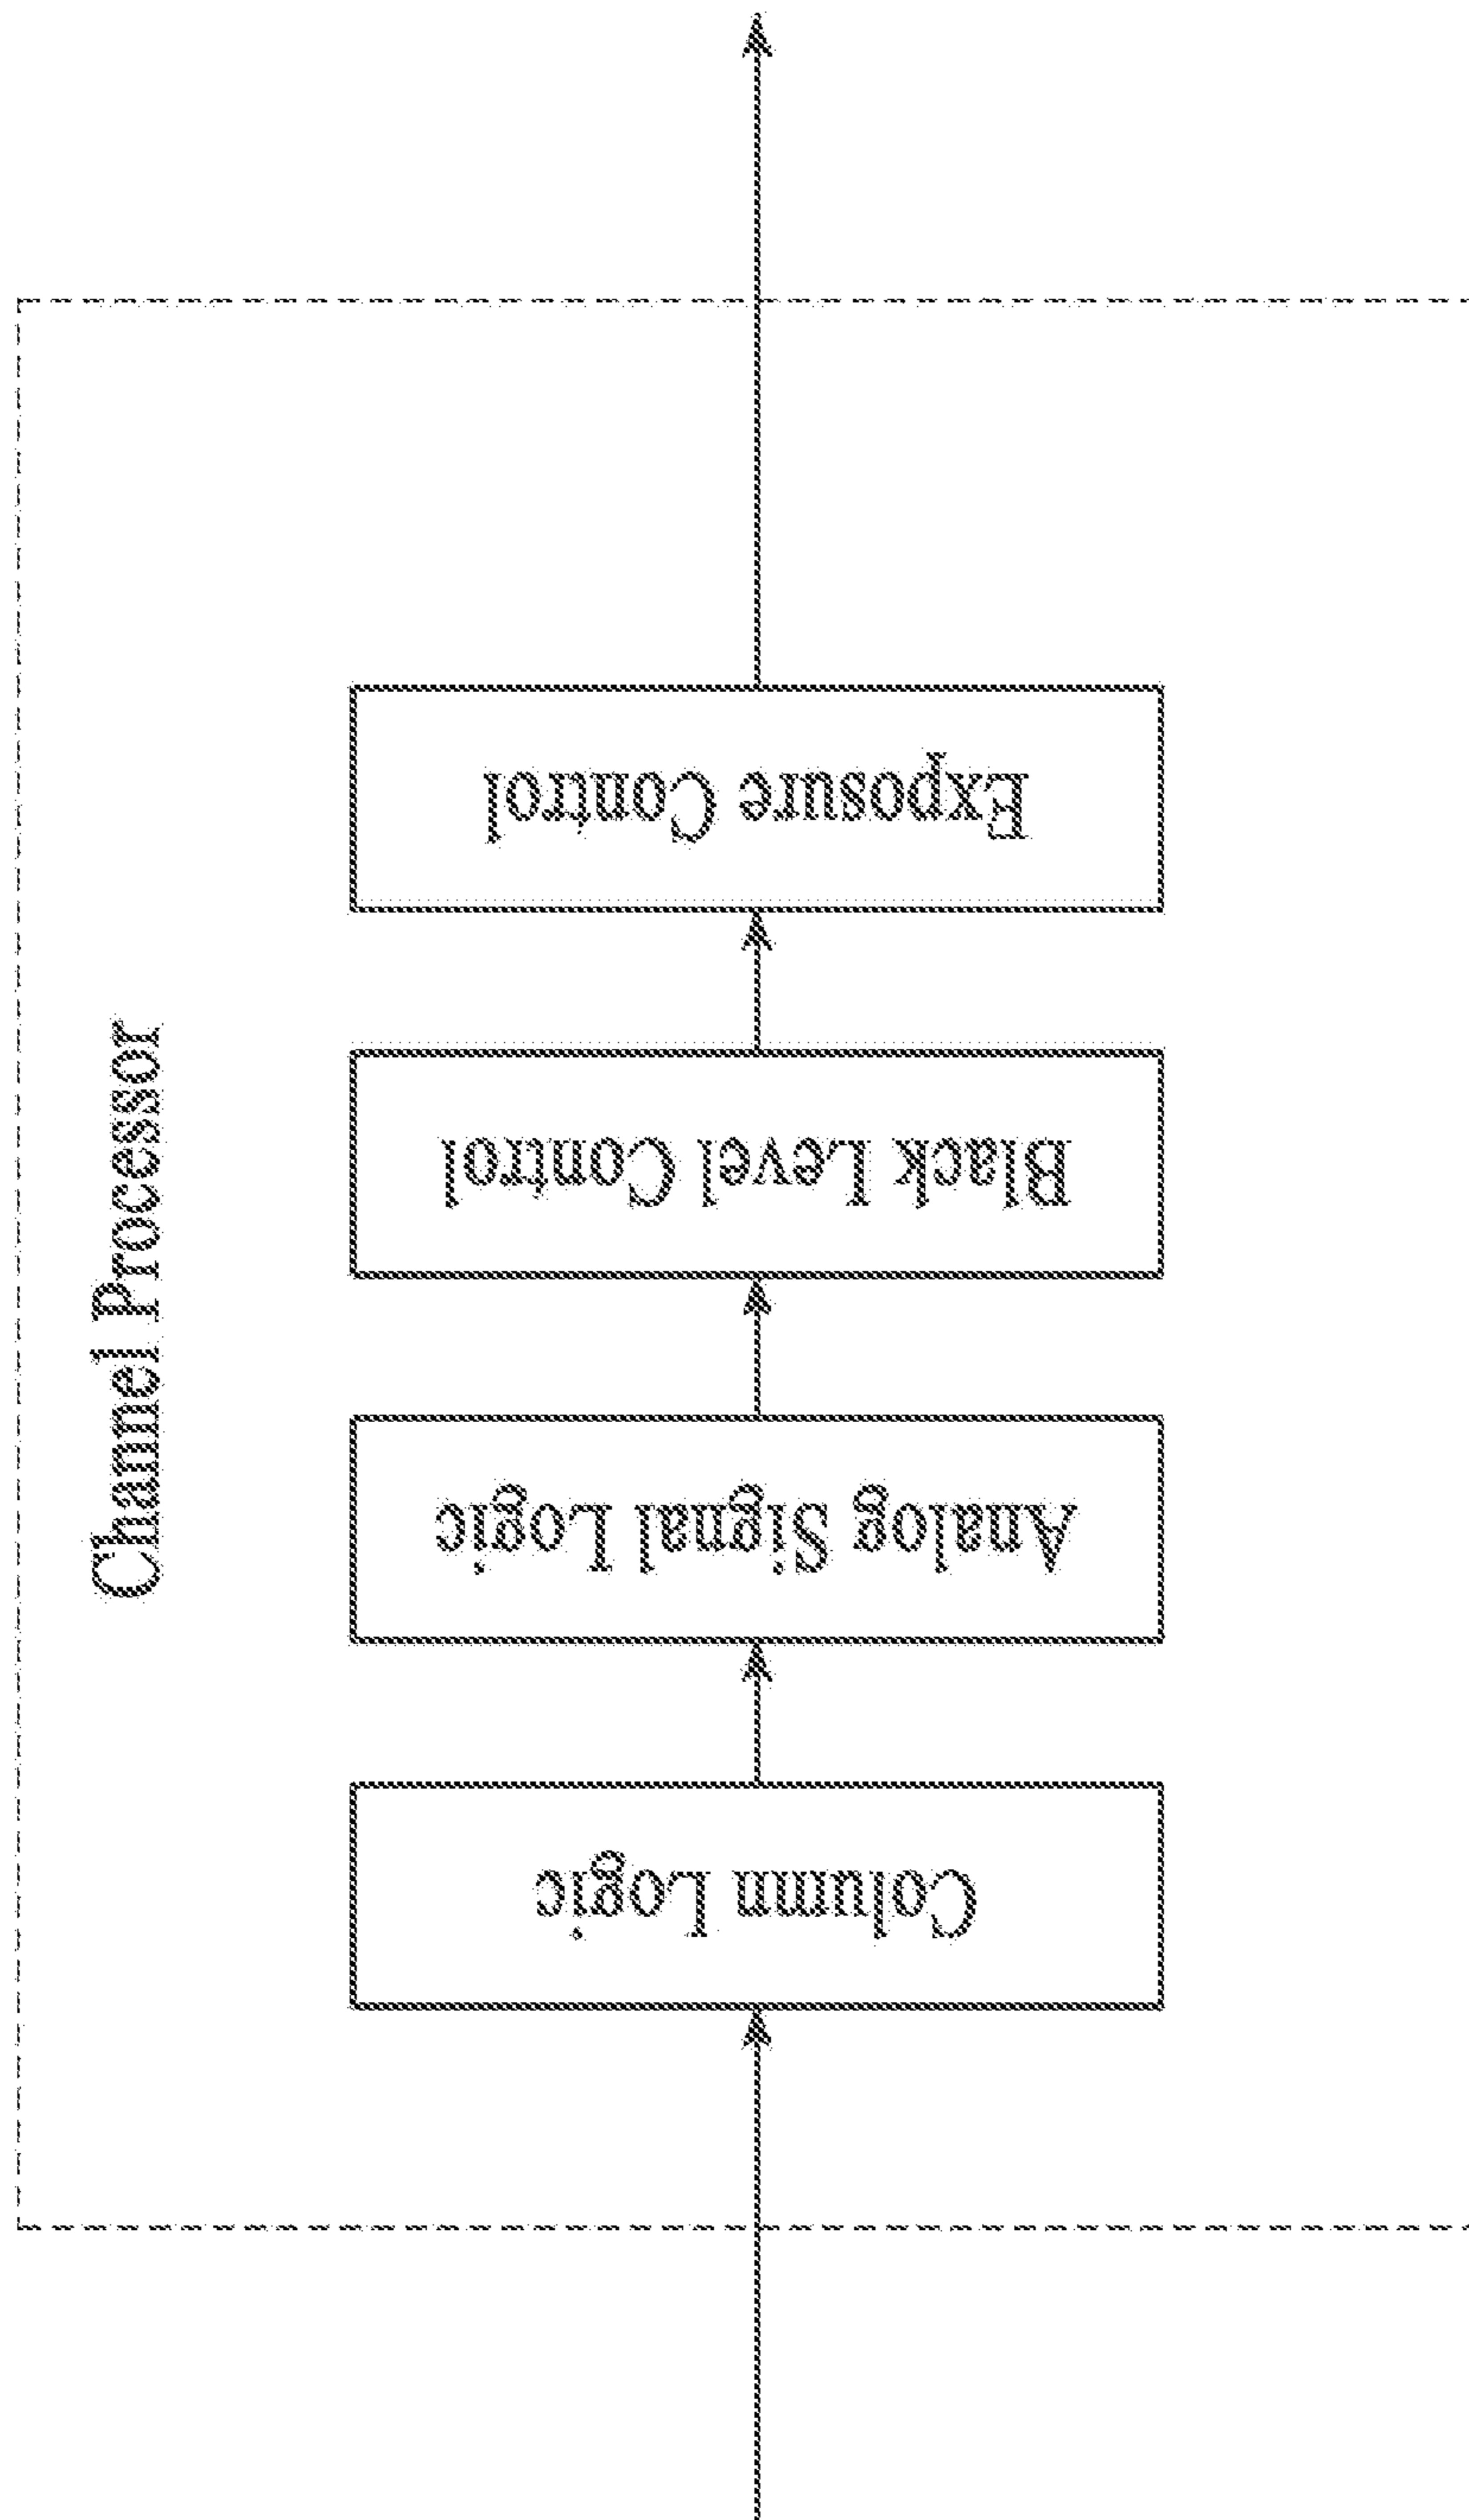 Channel Processor
Column Logic
Analog Signal Logic
Black Level Control
Exposure Control